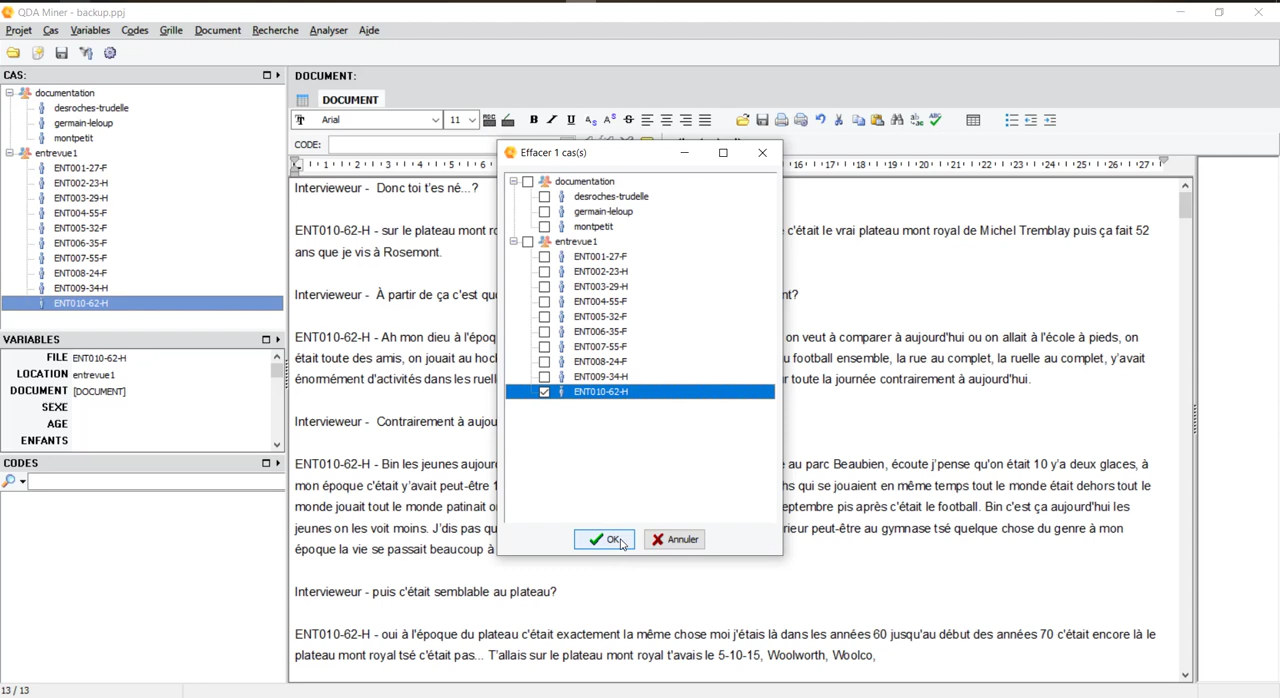 QDA Miner - backup.ppj
Projet Cas Variables Codes Grille Document Recherche Analyser Aide
CAS:
documentation
desroches-trudelle
germain-leloup
montpetit
entrevue1
ENT001-27-F
ENT002-23-H
ENT003-29-H
ENT004-55-F
ENT005-32-F
ENT006-35-F
ENT007-55-F
ENT008-24-F
ENT009-34-H
ENT010-62-H
VARIABLES
FILE ENT010-62-H
LOCATION entrevue1
DOCUMENT [DOCUMENT]
SEXE
AGE
ENFANTS
CODES
13 / 13
DOCUMENT:
DOCUMENT
Arial 11
CODE:
Intervieweur - Donc toi t'es né...?
ENT010-62-H - sur le plateau mont ro c'était le vrai plateau mont royal de Michel Tremblay puis ça fait 52
ans que je vis à Rosemont.
Intervieweur - À partir de ça c'est que nt?
ENT010-62-H - Ah mon dieu à l'époq on veut à comparer à aujourd'hui ou on allait à l'école à pieds, on
était toute des amis, on jouait au hoc u football ensemble, la rue au complet, la ruelle au complet, y'avait
énormément d'activités dans les ruell r toute la journée contrairement à aujourd'hui.
Intervieweur - Contrairement à aujou
ENT010-62-H - Bin les jeunes aujour au parc Beaubien, écoute j'pense qu'on était 10 y'a deux glaces, à
mon époque c'était y'avait peut-être 1 ns qui se jouaient en même temps tout le monde était dehors tout le
monde jouait tout le monde patinait o eptembre pis après c'était le football. Bin c'est ça aujourd'hui les
jeunes on les voit moins. J'dis pas qu rieur peut-être au gymnase tsé quelque chose du genre à mon
époque la vie se passait beaucoup à
Intervieweur - puis c'était semblable au plateau?
ENT010-62-H - oui à l'époque du plateau c'était exactement la même chose moi j'étais là dans les années 60 jusqu'au début des années 70 c'était encore là le
plateau mont royal tsé c'était pas... T'allais sur le plateau mont royal t'avais le 5-10-15, Woolworth, Woolco,
Effacer 1 cas(s)
documentation
desroches-trudelle
germain-leloup
montpetit
entrevue1
ENT001-27-F
ENT002-23-H
ENT003-29-H
ENT004-55-F
ENT005-32-F
ENT006-35-F
ENT007-55-F
ENT008-24-F
ENT009-34-H
ENT010-62-H
OK Annuler